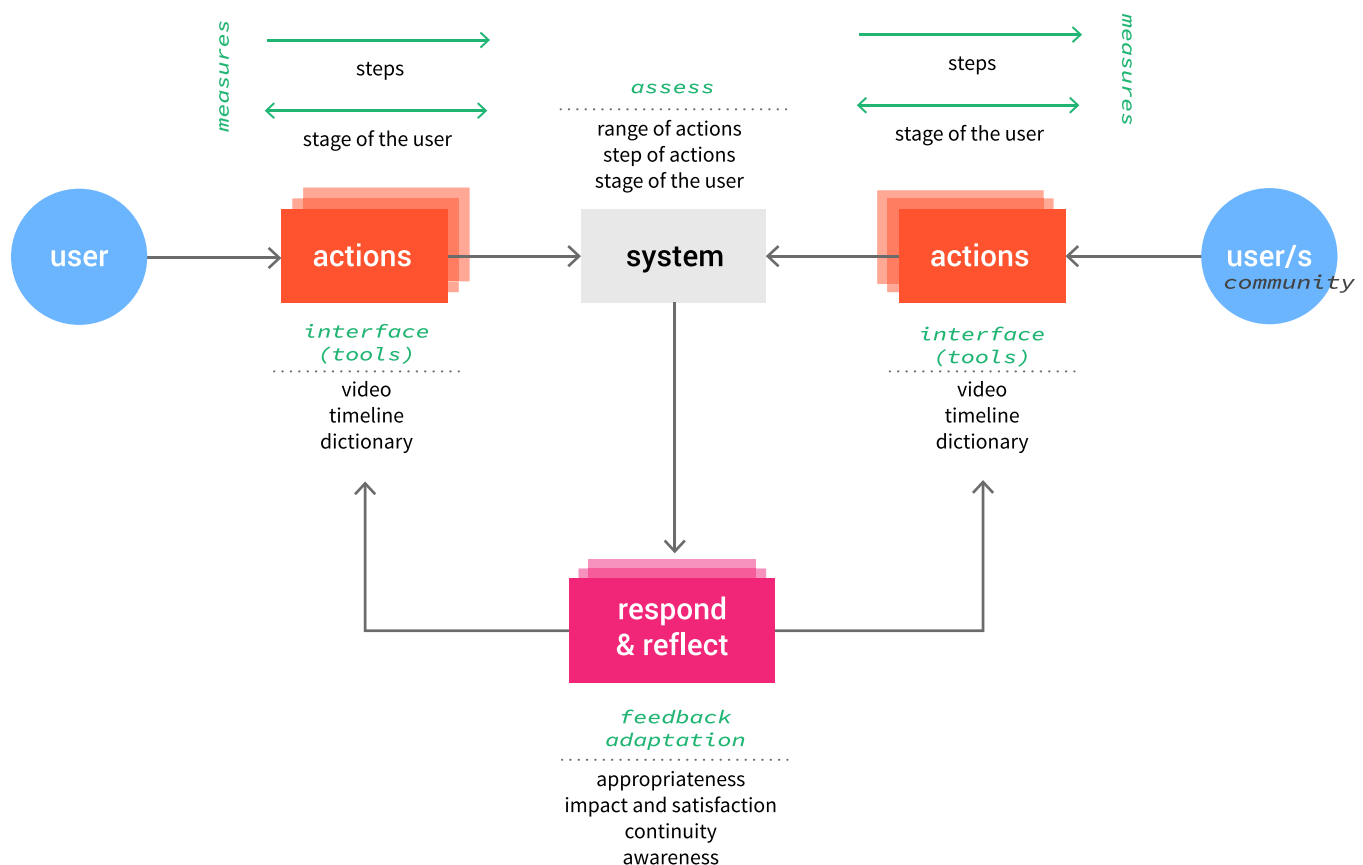 measures
steps
stage of the user
assess
range of actions
step of actions
stage of the user
steps
stage of the user
measures
user
actions
system
actions
user/s
community
interface
(tools)
video
timeline
dictionary
interface
(tools)
video
timeline
dictionary
respond
& reflect
feedback
adaptation
appropriateness
impact and satisfaction
continuity
awareness